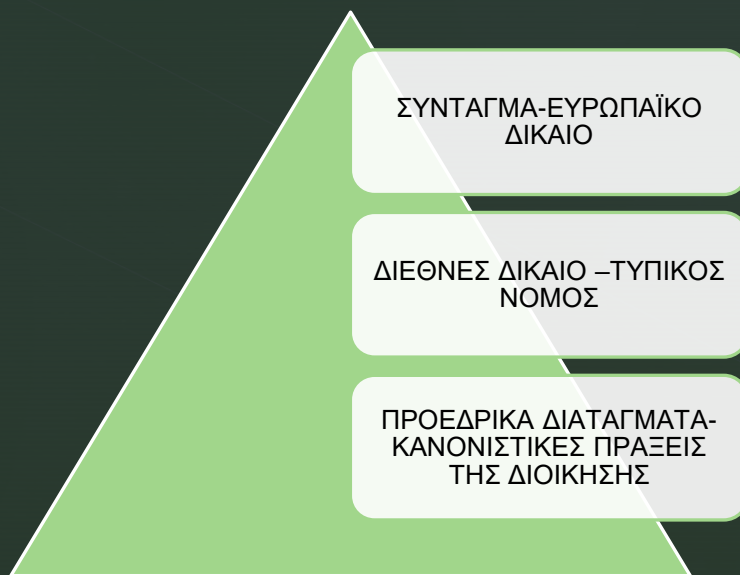 ΣΥΝΤΑΓΜΑ-ΕΥΡΩΠΑΪΚΟ
ΔΙΚΑΙΟ
ΔΙΕΘΝΕΣ ΔΙΚΑΙΟ –ΤΥΠΙΚΟΣ
ΝΟΜΟΣ
ΠΡΟΕΔΡΙΚΑ ΔΙΑΤΑΓΜΑΤΑ-
ΚΑΝΟΝΙΣΤΙΚΕΣ ΠΡΑΞΕΙΣ
ΤΗΣ ΔΙΟΙΚΗΣΗΣ